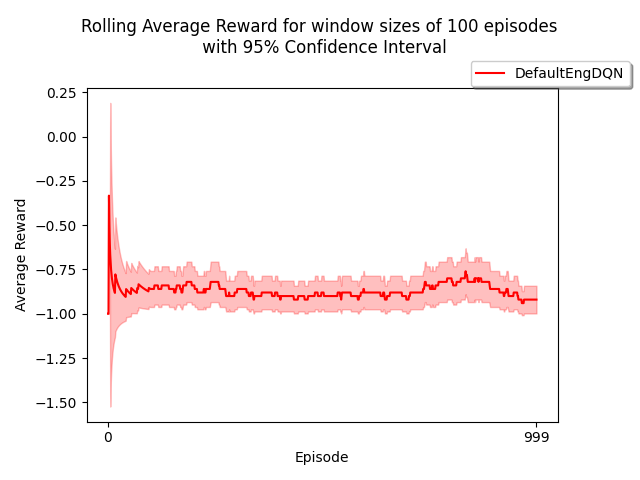 Rolling Average Reward for window sizes of 100 episodes
with 95% Confidence Interval
DefaultEngDQN
0.25
0.00
−0.25
−0.50
−0.75
−1.00
−1.25
−1.50
Average Reward
0
999
Episode